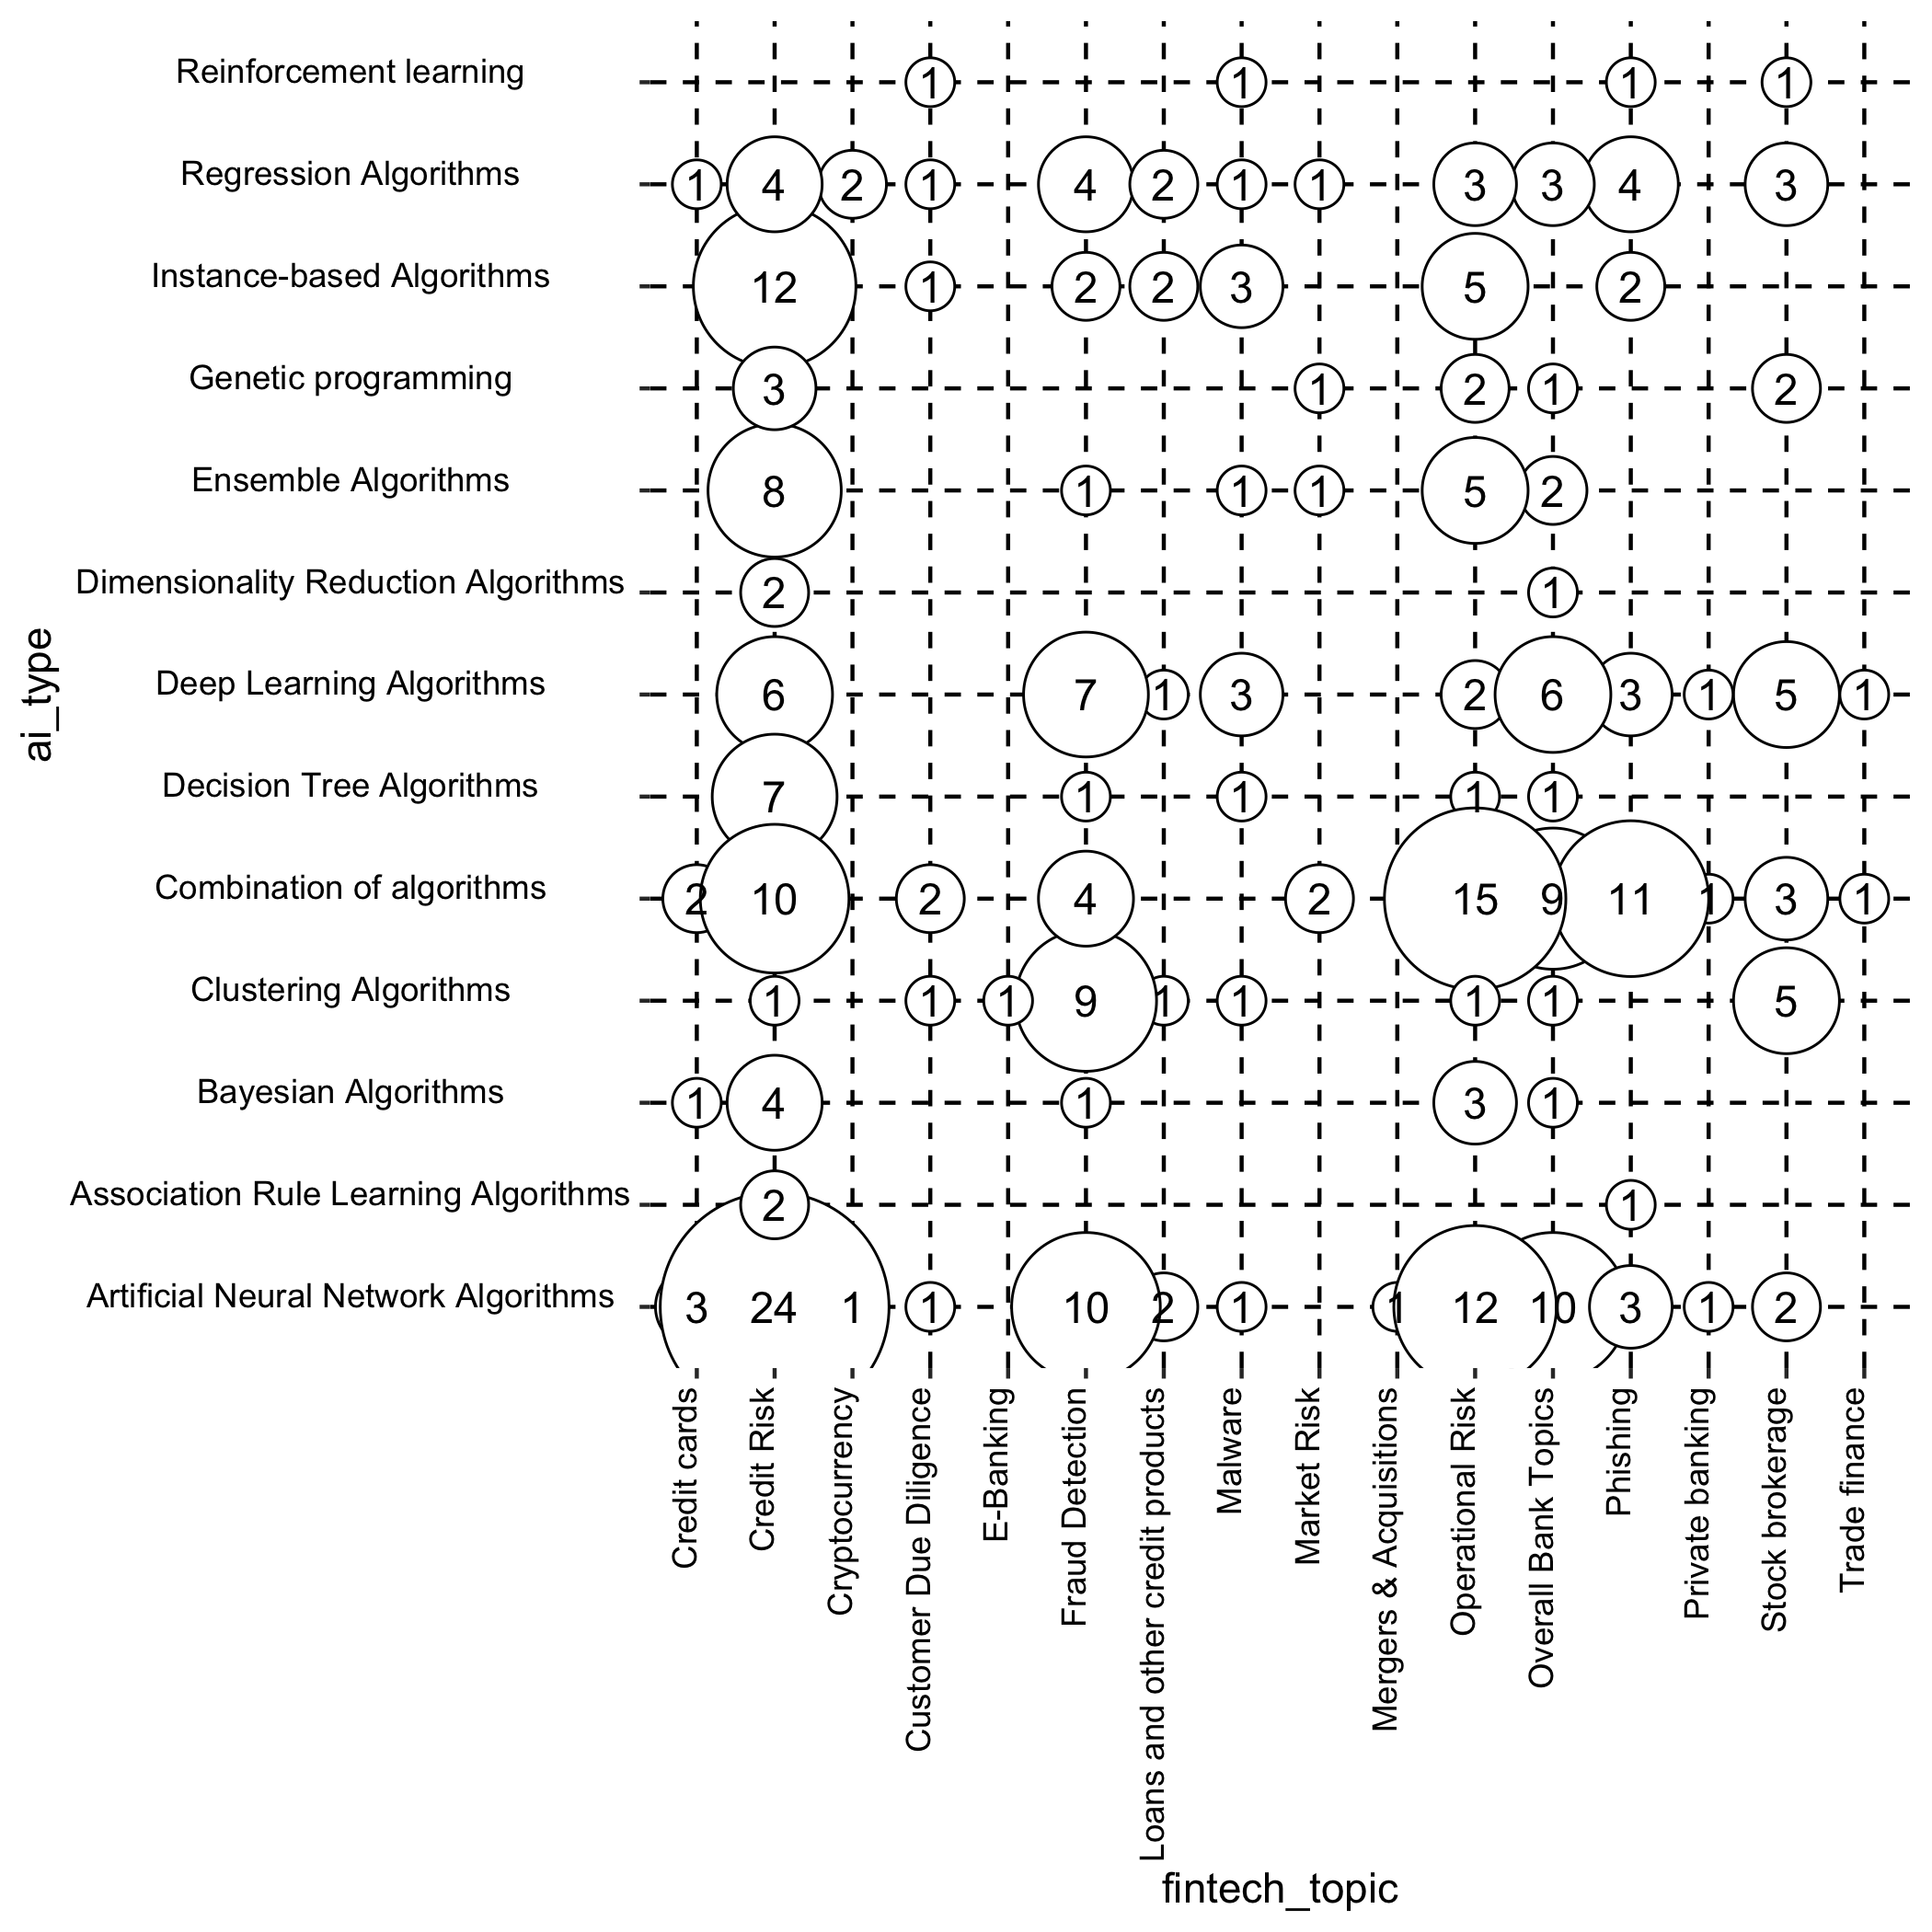 Reinforcement learning 1 1 1 1
Regression Algorithms 1 4 2 1 4 2 1 1 3 3 4 3
Instance-based Algorithms 12 1 2 2 3 5 2
Genetic programming 3 1 2 1 2
Ensemble Algorithms 8 1 1 1 5 2
Dimensionality Reduction Algorithms 2 1
Deep Learning Algorithms 6 7 1 3 2 6 3 1 5 1
Decision Tree Algorithms 7 1 1 1 1
Combination of algorithms 2 10 2 4 2 15 9 11 1 3 1
Clustering Algorithms 1 1 1 9 1 1 1 1 5
Bayesian Algorithms 1 4 1 3 1
Association Rule Learning Algorithms 2 1
Artificial Neural Network Algorithms 3 24 1 1 10 2 1 1 12 10 3 1 2
ai_type
Credit cards
Credit Risk
Cryptocurrency
Customer Due Diligence
E-Banking
Fraud Detection
Loans and other credit products
Malware
Market Risk
Mergers & Acquisitions
Operational Risk
Overall Bank Topics
Phishing
Private banking
Stock brokerage
Trade finance
fintech_topic